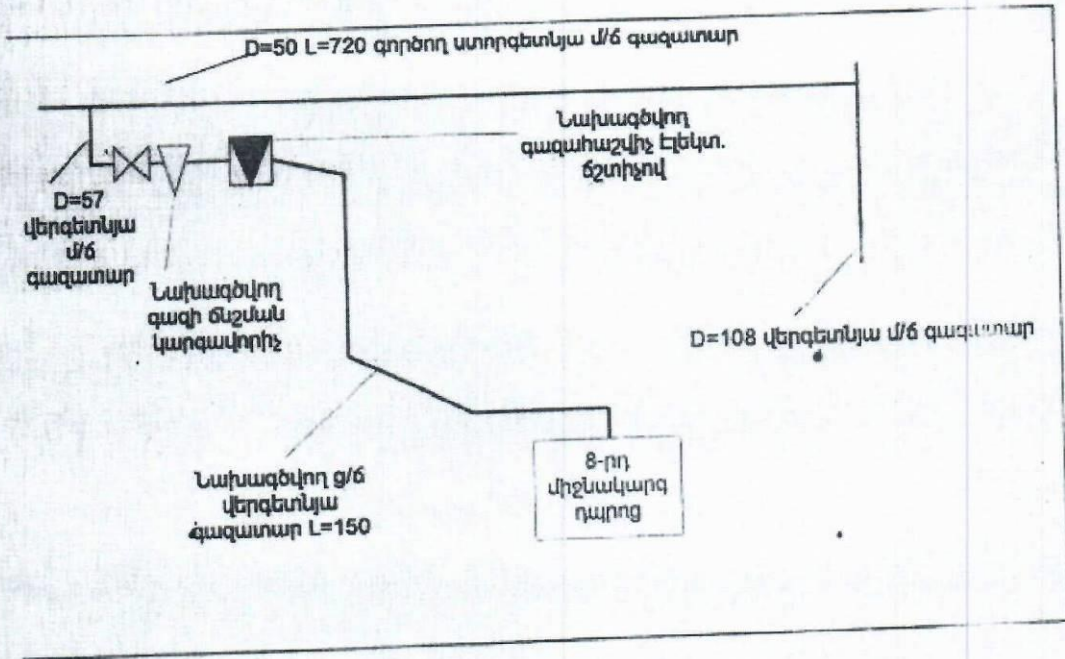 D=50 L=720 գործող ստորգետնյա մ/ճ գազատար
Նախագծվող
գազահաշվիչ էլեկտ.
ճշտիչով
D=57
վերգետնյա
մ/ճ
գազատար
Նախագծվող
գազի ճնշման
կարգավորիչ
D=108 վերգետնյա մ/ճ գազատար
Նախագծվող ց/ճ
վերգետնյա
գազատար L=150
8-րդ
միջնակարգ
դպրոց